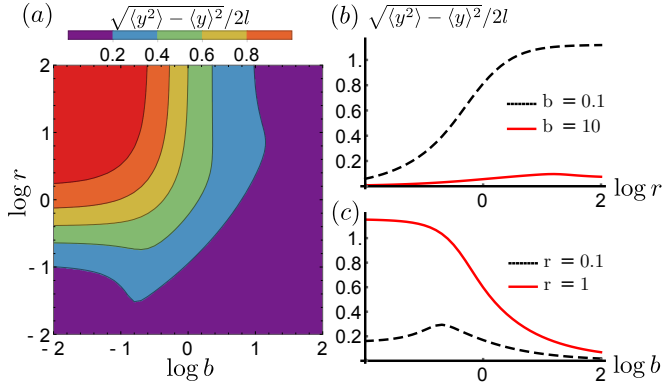 (a) √⟨y²⟩ − ⟨y⟩²/2l
0.2 0.4 0.6 0.8
log r
2
1
0
- 1
- 2
- 2 -1 0 1 2
log b
(b) √⟨y²⟩ − ⟨y⟩²/2l
1.
0.8
0.6
0.4
0.2
b = 0.1
b = 10
0 2
log r
(c)
1.
0.8
0.6
0.4
0.2
r = 0.1
r = 1
0 2
log b